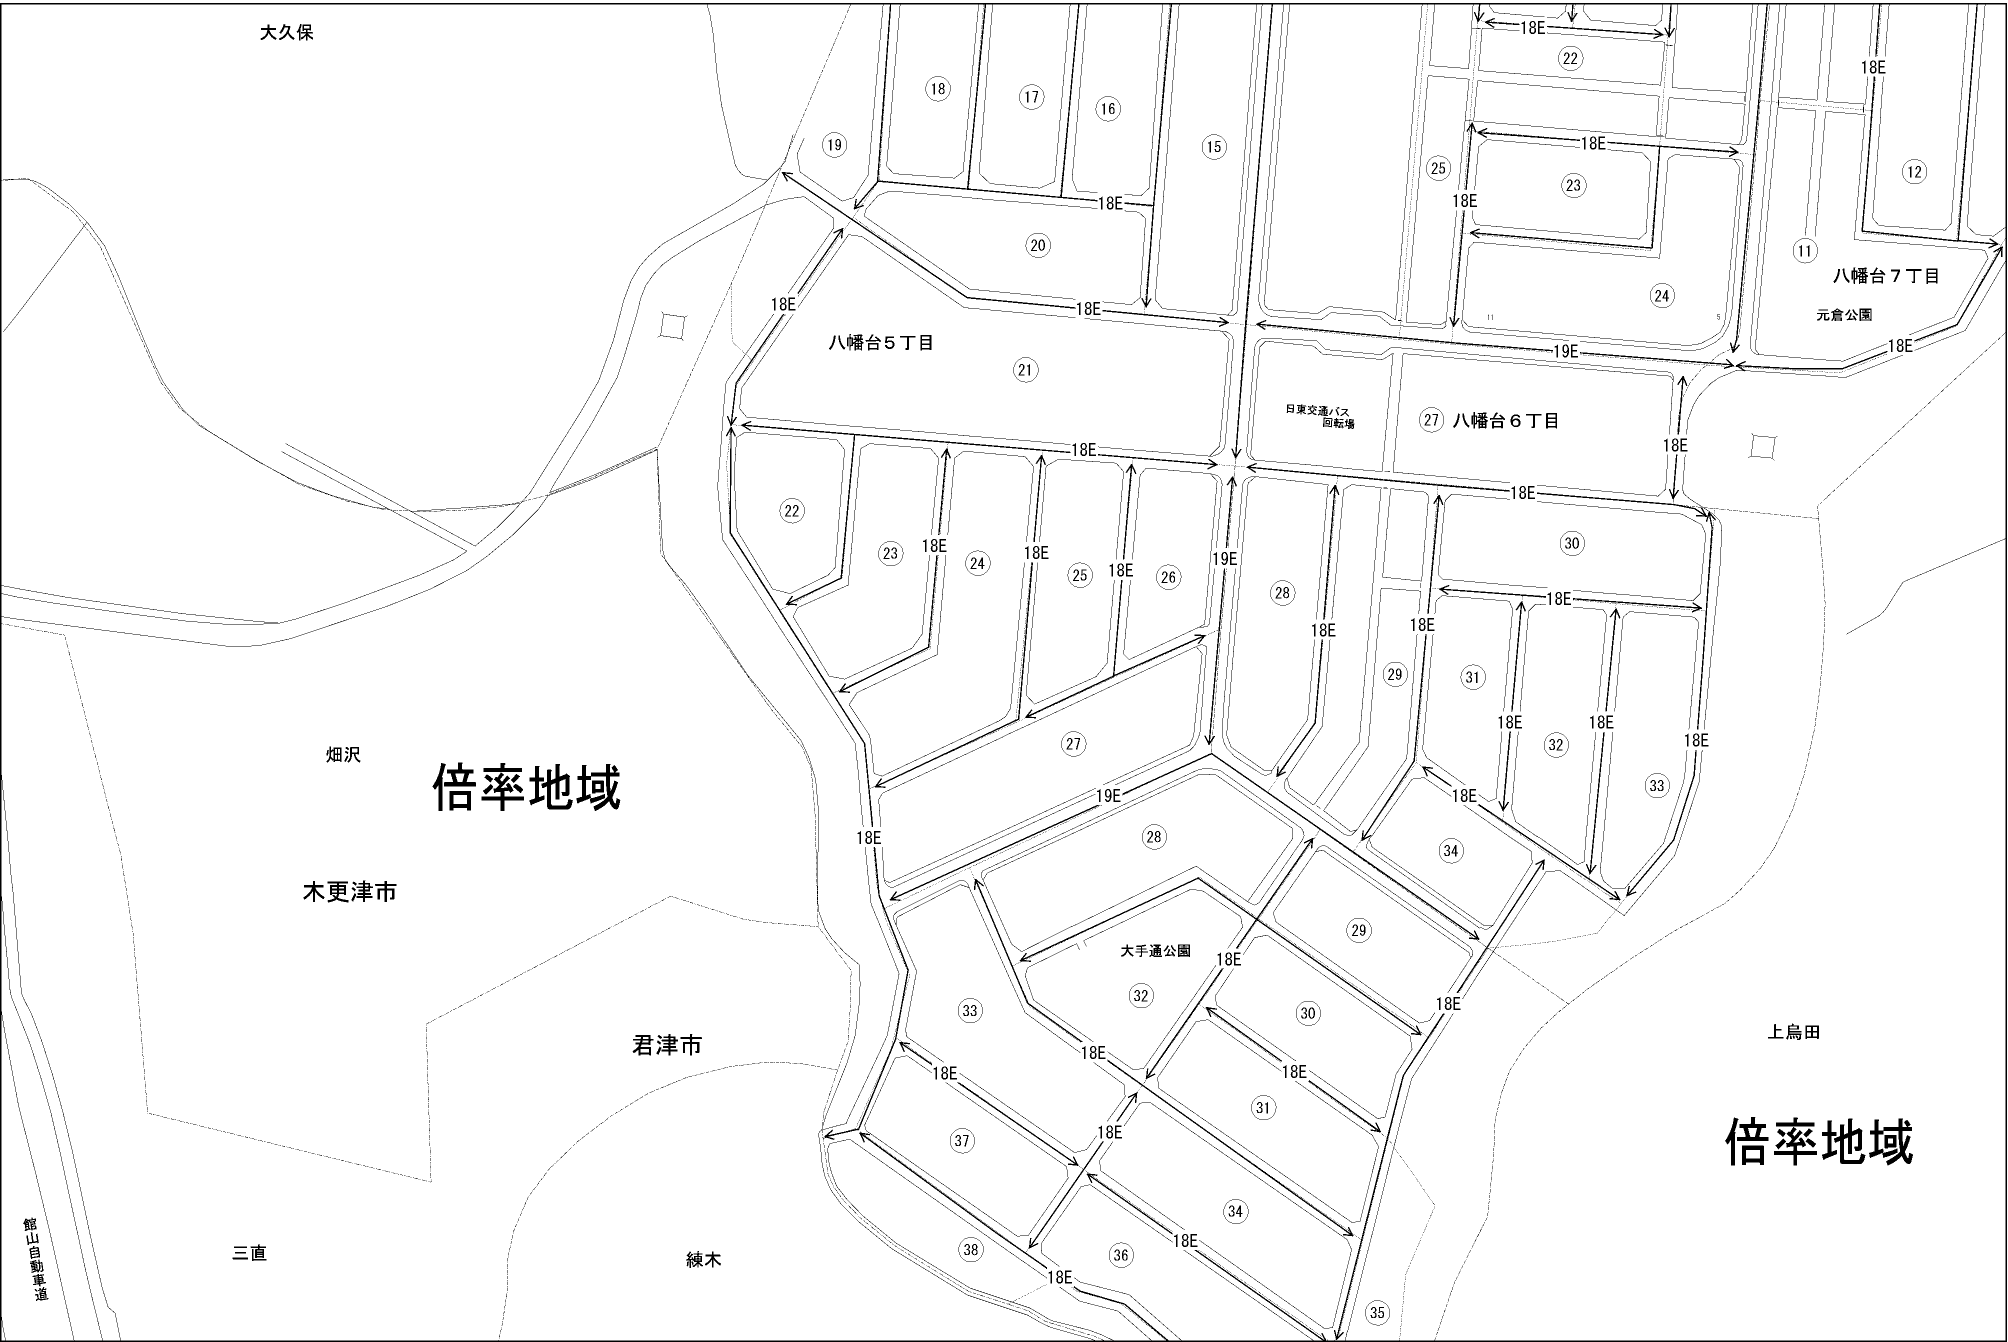 大久保
18E
22
18E
18
17
16
19
15
18E
25
18E
23
12
18E
18E
20
11
八幡台７丁目
24
18E
18E
元倉公園
11
5
八幡台５丁目
19E
18E
21
日東交通バス
回転場
27
八幡台６丁目
18E
18E
18E
22
23
18E
24
18E
25
18E
26
19E
28
30
18E
18E
18E
18E
29
31
18E
18E
32
18E
33
畑沢
倍率地域
27
19E
18E
18E
28
34
木更津市
29
大手通公園
18E
32
18E
33
30
君津市
18E
18E
18E
31
上烏田
倍率地域
18E
37
34
18E
36
38
18E
35
館山自動車道
三直
練木